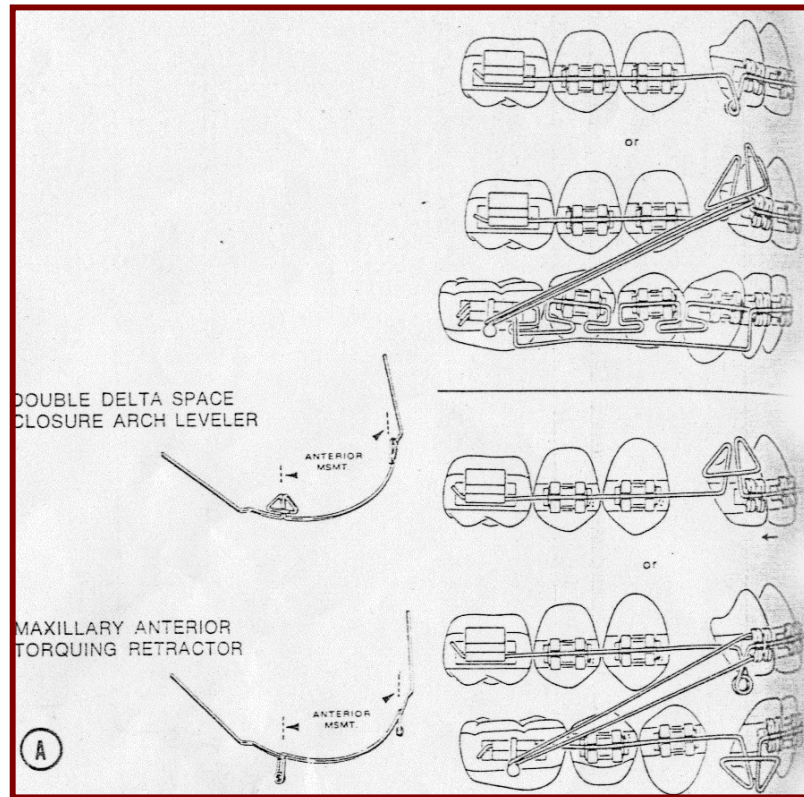 or
DOUBLE DELTA SPACE
CLOSURE ARCH LEVELER
ANTERIOR
MSMT.
or
MAXILLARY ANTERIOR
TORQUING RETRACTOR
ANTERIOR
MSMT.
A